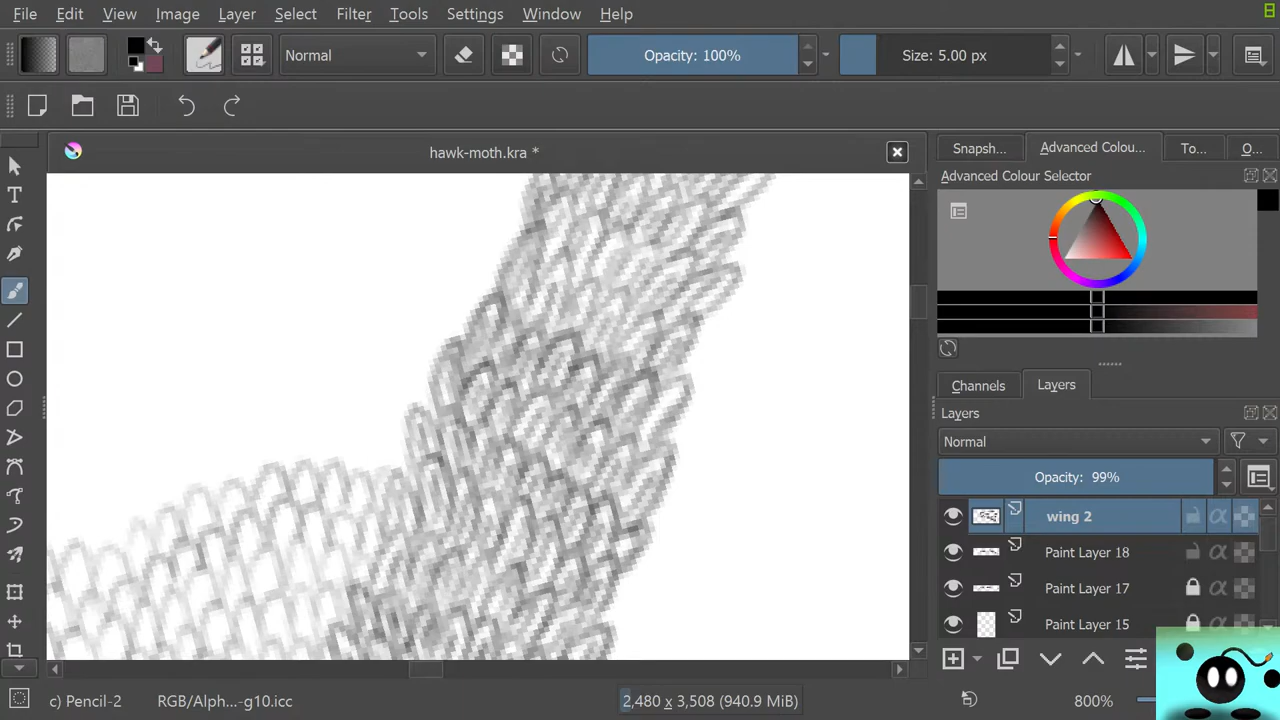 File Edit View Image Layer Select Filter Tools Settings Window Help
8
Normal Opacity: 100% Size: 5.00 px
hawk-moth.kra *
Snapsh... Advanced Colou... To... O...
Advanced Colour Selector
Channels Layers
Layers
Normal
Opacity: 99%
wing 2
Paint Layer 18
Paint Layer 17
Paint Layer 15
c) Pencil-2 RGB/Alph...-g10.icc 2,480 x 3,508 (940.9 MiB) 800%